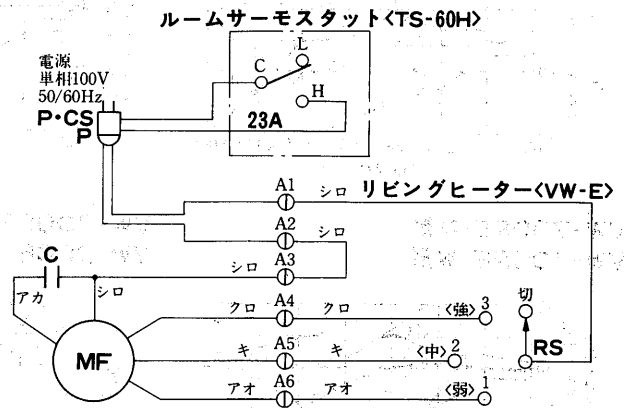 ルームサーモスタット<TS-60H>
電源
単相100V
50/60Hz
P・CS
P
L
C
H
23A
A1
シロ
リビングヒーター<VW-E>
A2
シロ
C
シロ
A3
アカ
シロ
クロ
A4
クロ
<強>
3
切
MF
キ
A5
キ
<中>
2
RS
アオ
A6
アオ
<弱>
1